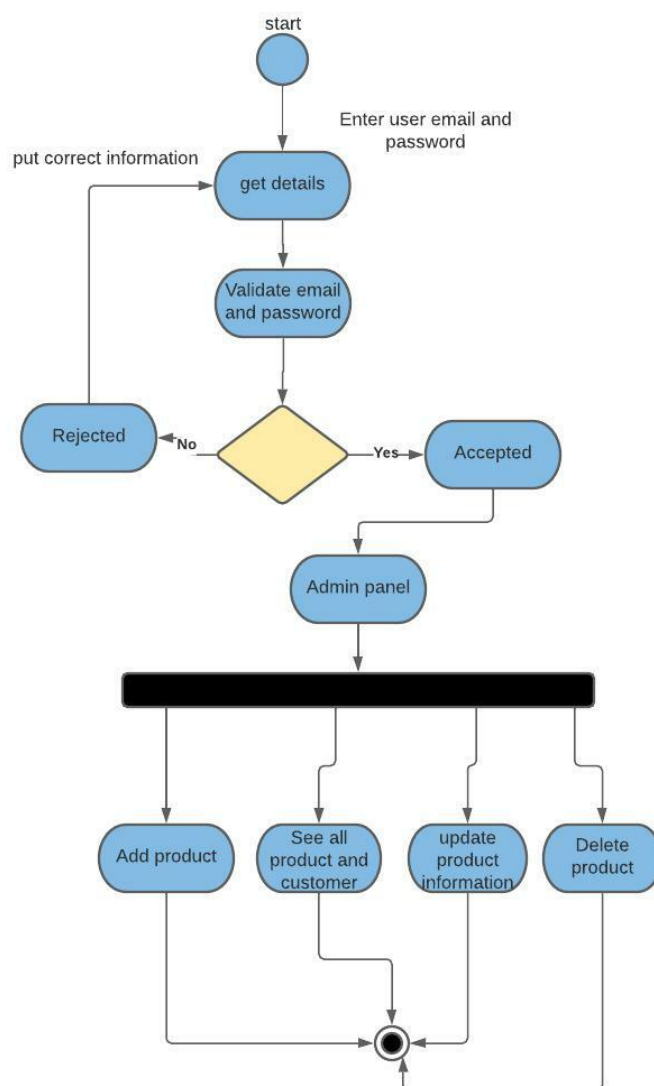 start
Enter user email and
password
put correct information
get details
Validate email
and password
Rejected
No
Yes
Accepted
Admin panel
Add product
See all
product and
customer
update
product
information
Delete
product